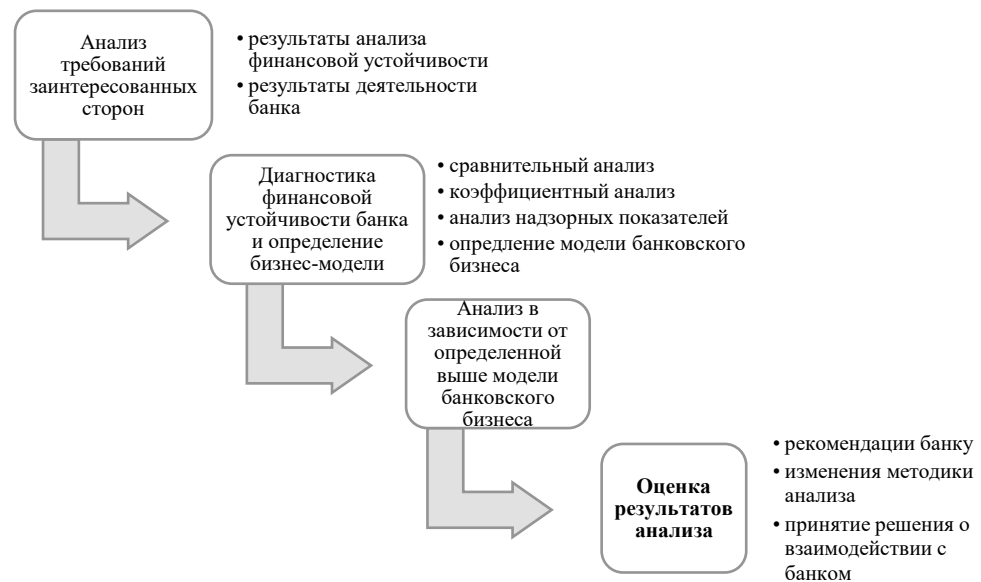 Анализ
требований
заинтересованных
сторон
• результаты анализа
финансовой устойчивости
• результаты деятельности
банка
Диагностика
финансовой
устойчивости банка
и определение
бизнес-модели
• сравнительный анализ
• коэффициентный анализ
• анализ надзорных показателей
• опредление модели банковского
бизнеса
Анализ в
зависимости от
определенной
выше модели
банковского
бизнеса
Оценка
результатов
анализа
• рекомендации банку
• изменения методики
анализа
• принятие решения о
взаимодействии с
банком